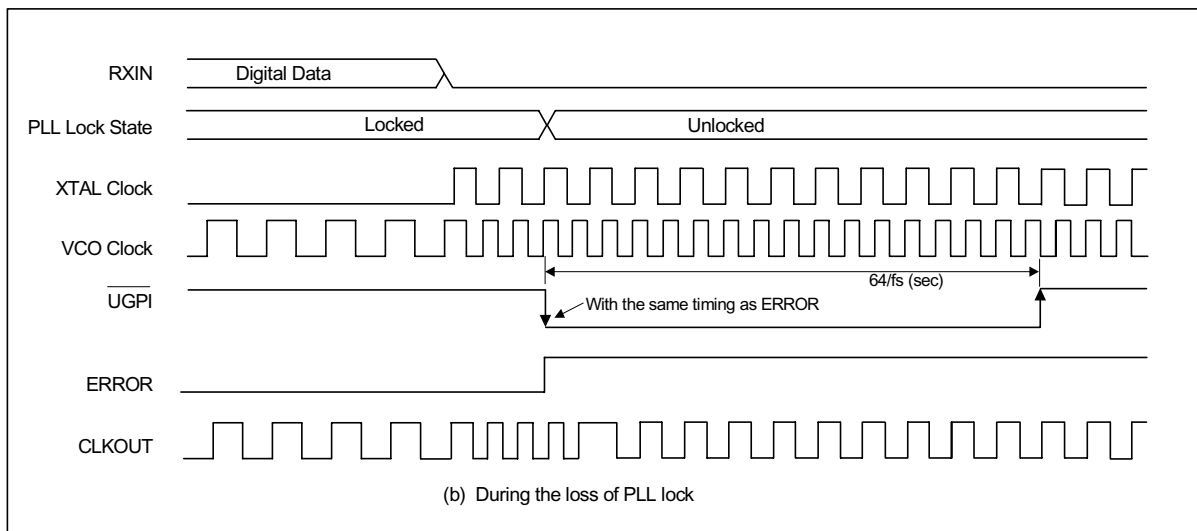 RXIN
Digital Data
PLL Lock State
Locked
Unlocked
XTAL Clock
VCO Clock
64/fs (sec)
UGPI
With the same timing as ERROR
ERROR
CLKOUT
(b) During the loss of PLL lock